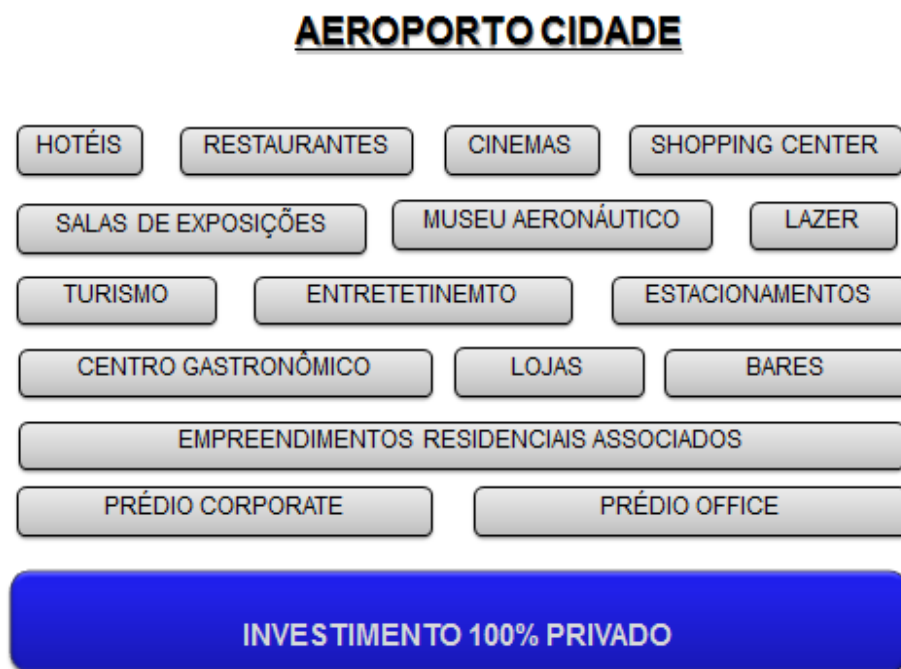 AEROPORTO CIDADE
HOTÉIS
RESTAURANTES
CINEMAS
SHOPPING CENTER
SALAS DE EXPOSIÇÕES
MUSEU AERONÁUTICO
LAZER
TURISMO
ENTRETETINEMTO
ESTACIONAMENTOS
CENTRO GASTRONÔMICO
LOJAS
BARES
EMPREENDIMENTOS RESIDENCIAIS ASSOCIADOS
PRÉDIO CORPORATE
PRÉDIO OFFICE
INVESTIMENTO 100% PRIVADO